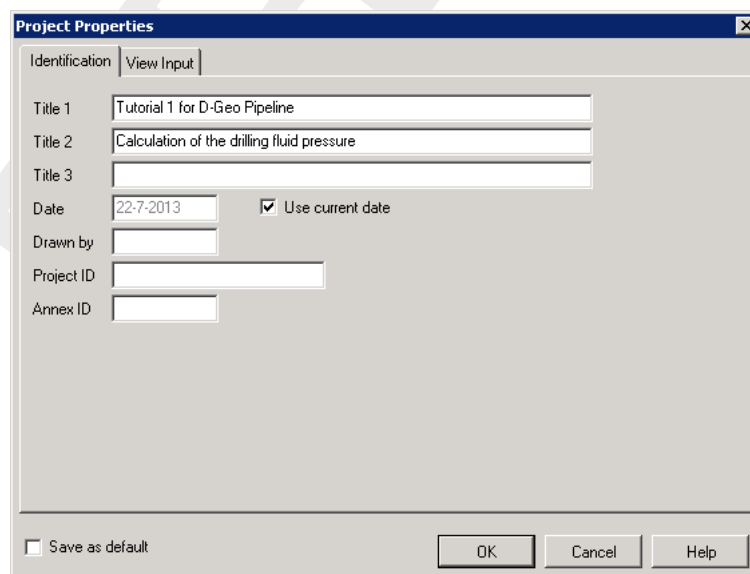 Project Properties
Identification View Input
Title 1 Tutorial 1 for D-Geo Pipeline
Title 2 Calculation of the drilling fluid pressure
Title 3
Date 22-7-2013 Use current date
Drawn by
Project ID
Annex ID
Save as default OK Cancel Help